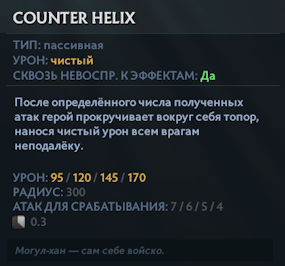 COUNTER HELIX
ТИП: пассивная
УРОН: чистый
СКВОЗЬ НЕВОСПР. К ЭФФЕКТАМ: Да
После определённого числа полученных
атак герой прокручивает вокруг себя топор,
нанося чистый урон всем врагам
неподалёку.
УРОН: 95 / 120 / 145 / 170
РАДИУС: 300
АТАК ДЛЯ СРАБАТЫВАНИЯ: 7 / 6 / 5 / 4
0.3
Могул-хан — сам себе войско.